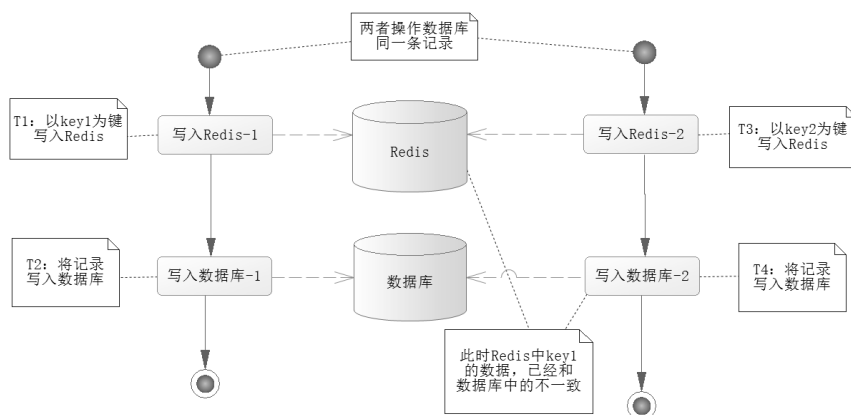 两者操作数据库
同一条记录
T1: 以key1为键
写入Redis
写入Redis-1
Redis
写入Redis-2
T3: 以key2为键
写入Redis
T2: 将记录
写入数据库
写入数据库-1
数据库
写入数据库-2
T4: 将记录
写入数据库
此时Redis中key1
的数据，已经和
数据库中的不一致